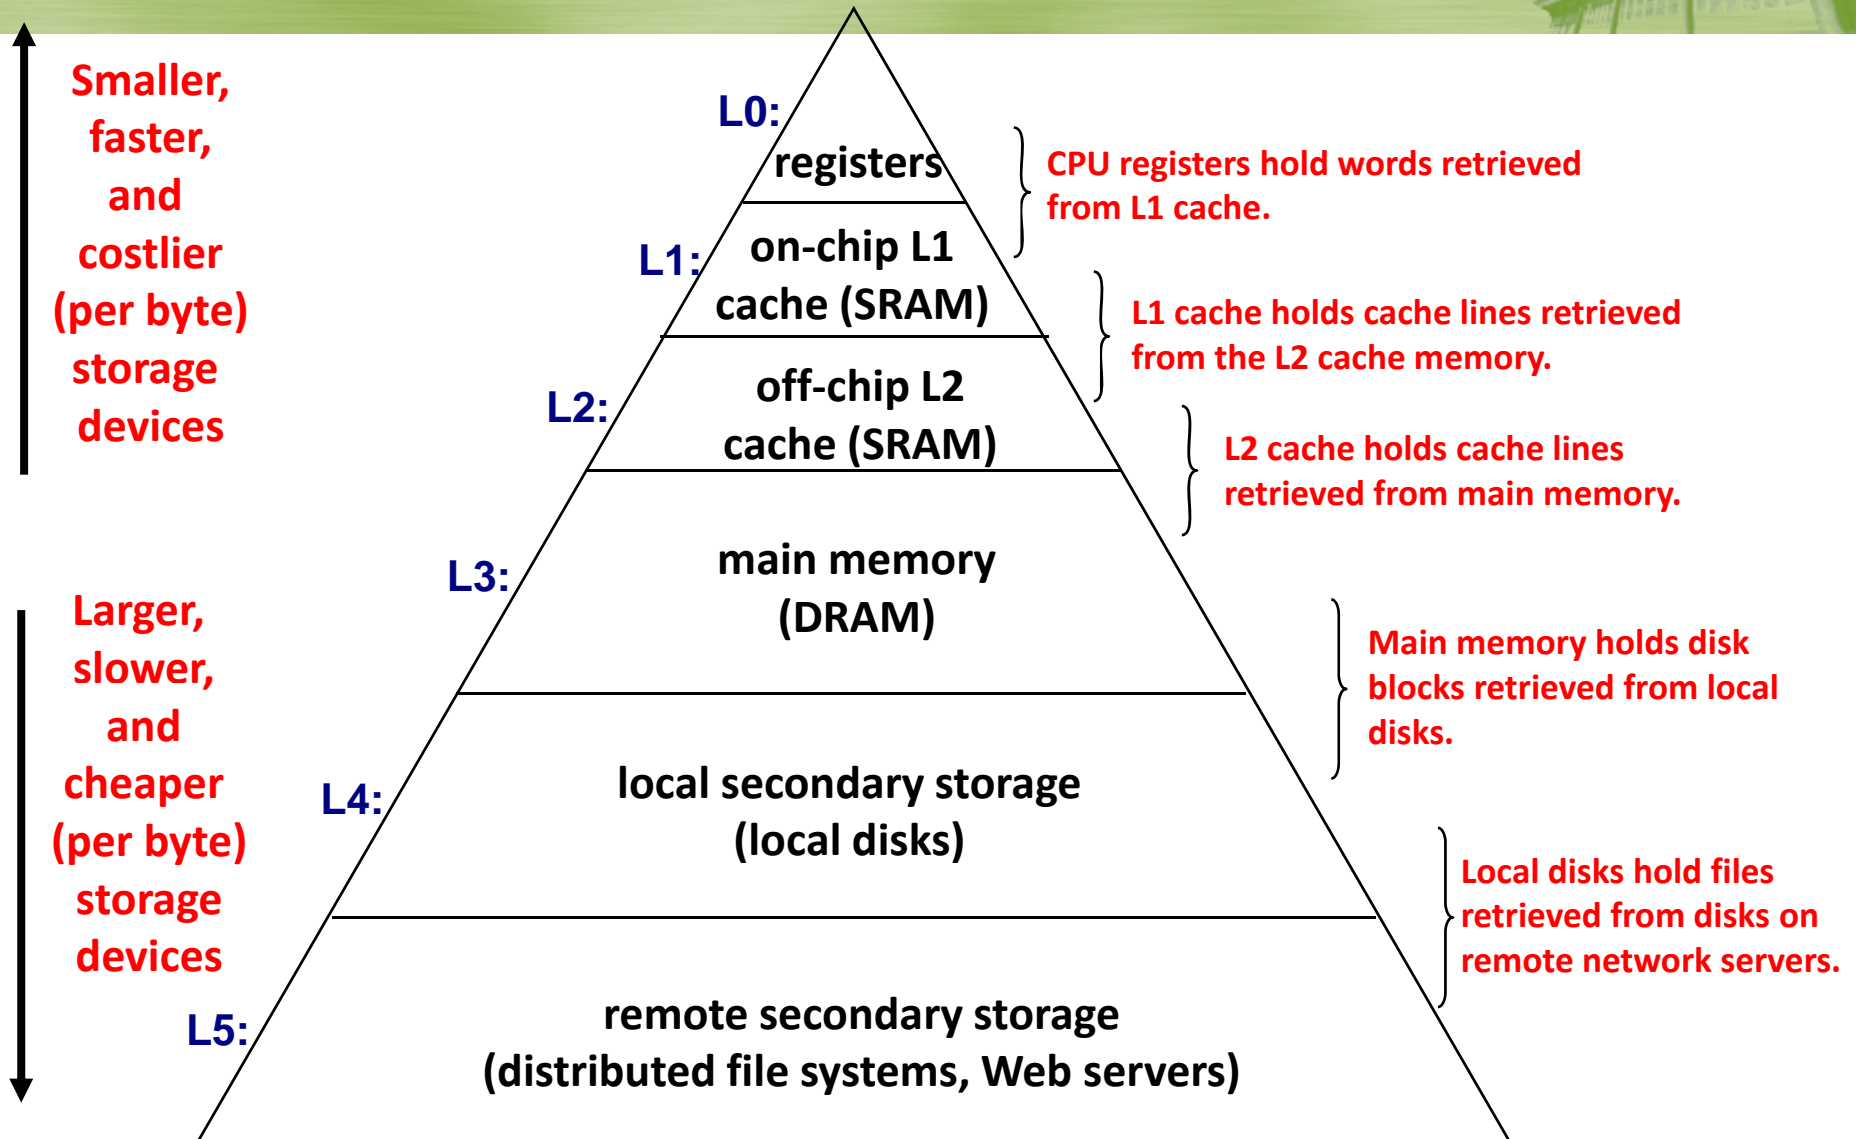 Smaller,
faster,
and
costlier
(per byte)
storage
devices
Larger,
slower,
and
cheaper
(per byte)
storage
devices
L0:
registers
CPU registers hold words retrieved
from L1 cache.
L1:
on-chip L1
cache (SRAM)
L1 cache holds cache lines retrieved
from the L2 cache memory.
L2:
off-chip L2
cache (SRAM)
L2 cache holds cache lines
retrieved from main memory.
L3:
main memory
(DRAM)
Main memory holds disk
blocks retrieved from local
disks.
L4:
local secondary storage
(local disks)
Local disks hold files
retrieved from disks on
remote network servers.
L5:
remote secondary storage
(distributed file systems, Web servers)